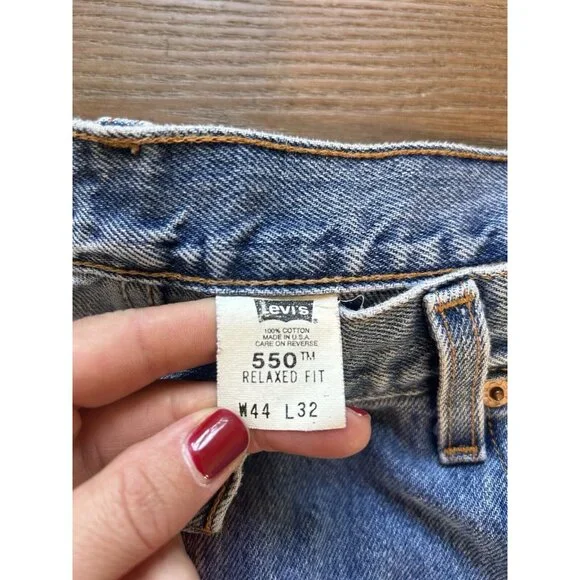 Levi's ®
100% COTTON
MADE IN U.S.A
CARE ON REVERSE
550™
RELAXED FIT
W44 L32